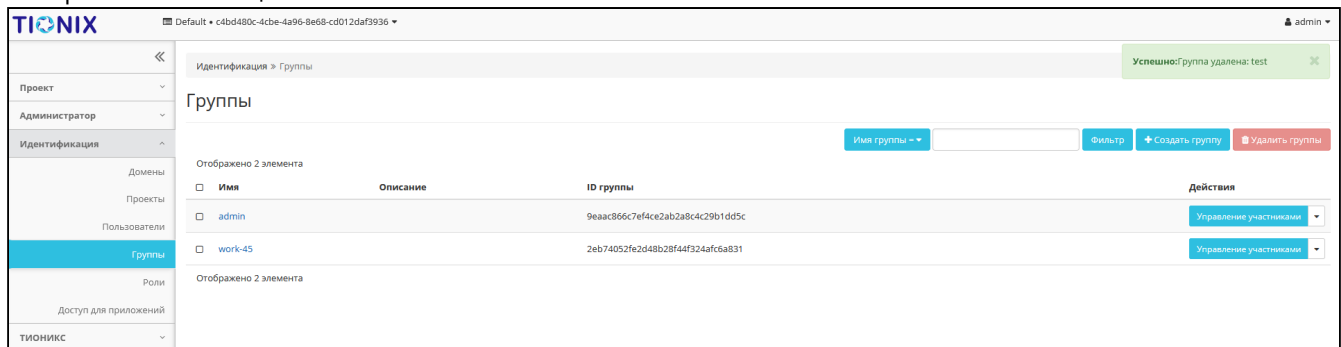 TIONIX
Default • c4bd480c-4cbe-4a96-8e68-cd012daf3936
admin
Идентификация » Группы
Успешно:Группа удалена: test
Проект
Администратор
Идентификация
Домены
Проекты
Пользователи
Группы
Роли
Доступ для приложений
ТИОНИКС
Группы
Имя группы =
Фильтр
Создать группу
Удалить группы
Отображено 2 элемента
Имя Описание ID группы Действия
admin 9eaac866c7ef4ce2ab2a8c4c29b1dd5c Управление участниками
work-45 2eb74052fe2d48b28f44f324afc6a831 Управление участниками
Отображено 2 элемента